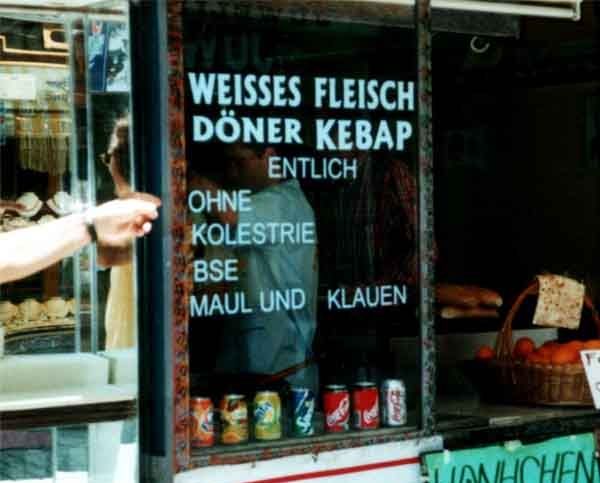 WEISSES FLEISCH
DÖNER KEBAP
ENTLICH
OHNE
KOLESTRIE
BSE
MAUL UND KLAUEN